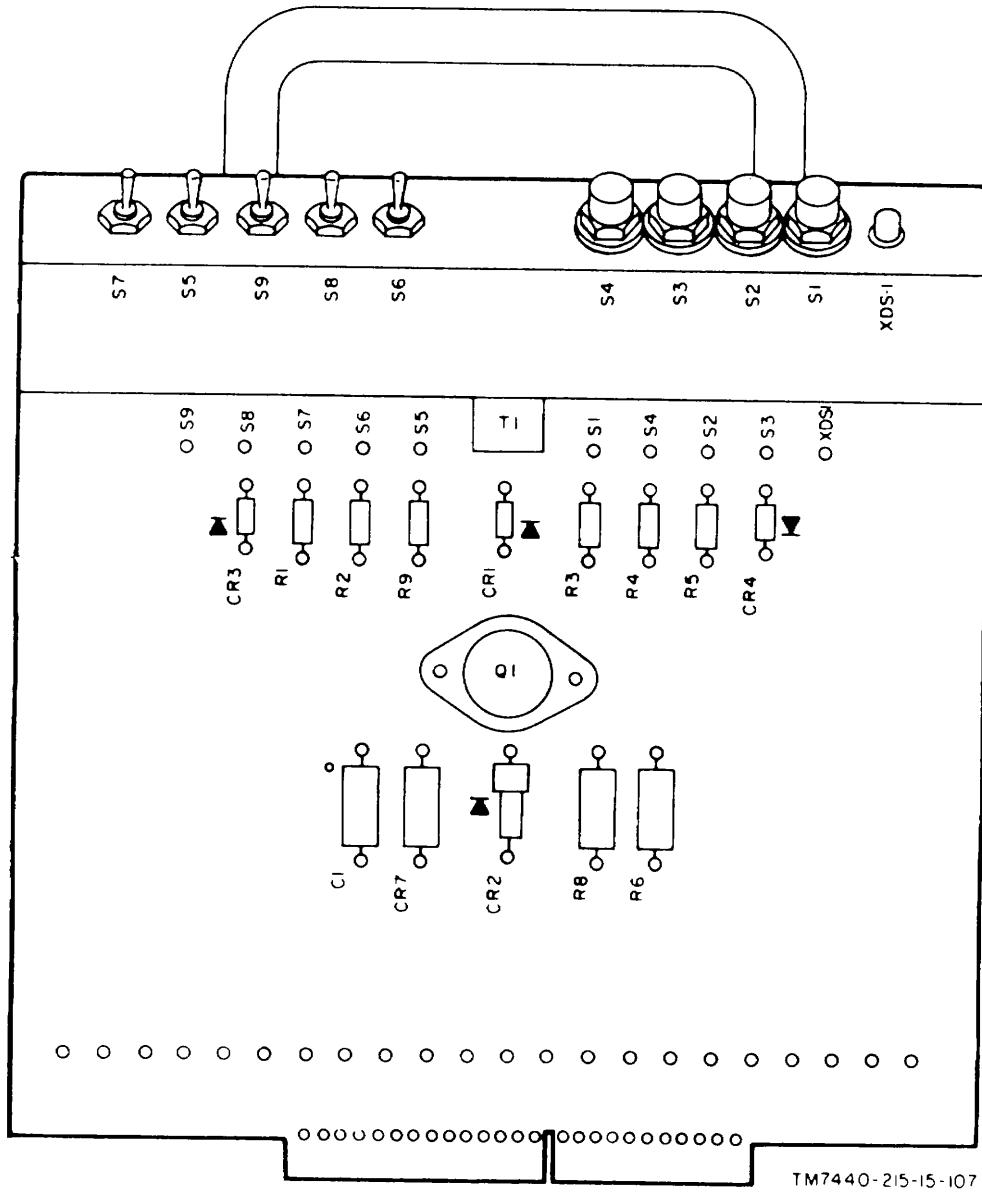 S7 S5 S9 S8 S6 S4 S3 S2 S1 XDS-1
S9 S8 S7 S6 S5 T1 S1 S4 S2 S3 XDS1
CR3 R1 R2 R9 CR1 R3 R4 R5 CR4
Q1
C1 CR7 CR2 R8 R6
TM7440-215-15-107